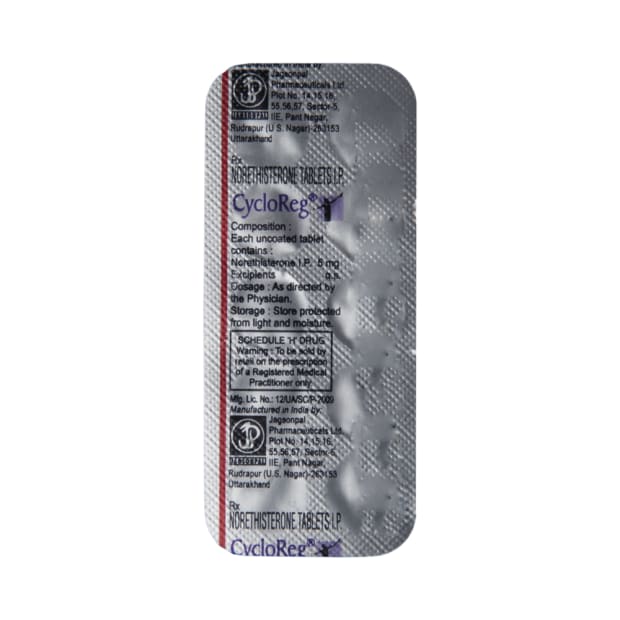 Jagsonpal
Pharmaceuticals Ltd.
Plot No. 14,15,16,
55,56,57, Sector-5,
JAGSONPAL IIE, Pant Nagar,
Rudrapur (U.S. Nagar)-263153
Uttarakhand
Rx
NORETHISTERONE TABLETS I.P.
CycloReg®
Composition :
Each uncoated tablet
contains :
Norethisterone I.P. 5 mg
Excipients q.s.
Dosage : As directed by
the Physician.
Storage : Store protected
from light and moisture.
SCHEDULE 'H' DRUG
Warning : To be sold by
retail on the prescription
of a Registered Medical
Practitioner only
Mfg. Lic. No.: 12/UA/SC/P-2009
Manufactured in India by:
Jagsonpal
Pharmaceuticals Ltd.
Plot No. 14,15,16,
55,56,57, Sector-5,
JAGSONPAL IIE, Pant Nagar,
Rudrapur (U.S. Nagar)-263153
Uttarakhand
Rx
NORETHISTERONE TABLETS I.P.
CycloReg®